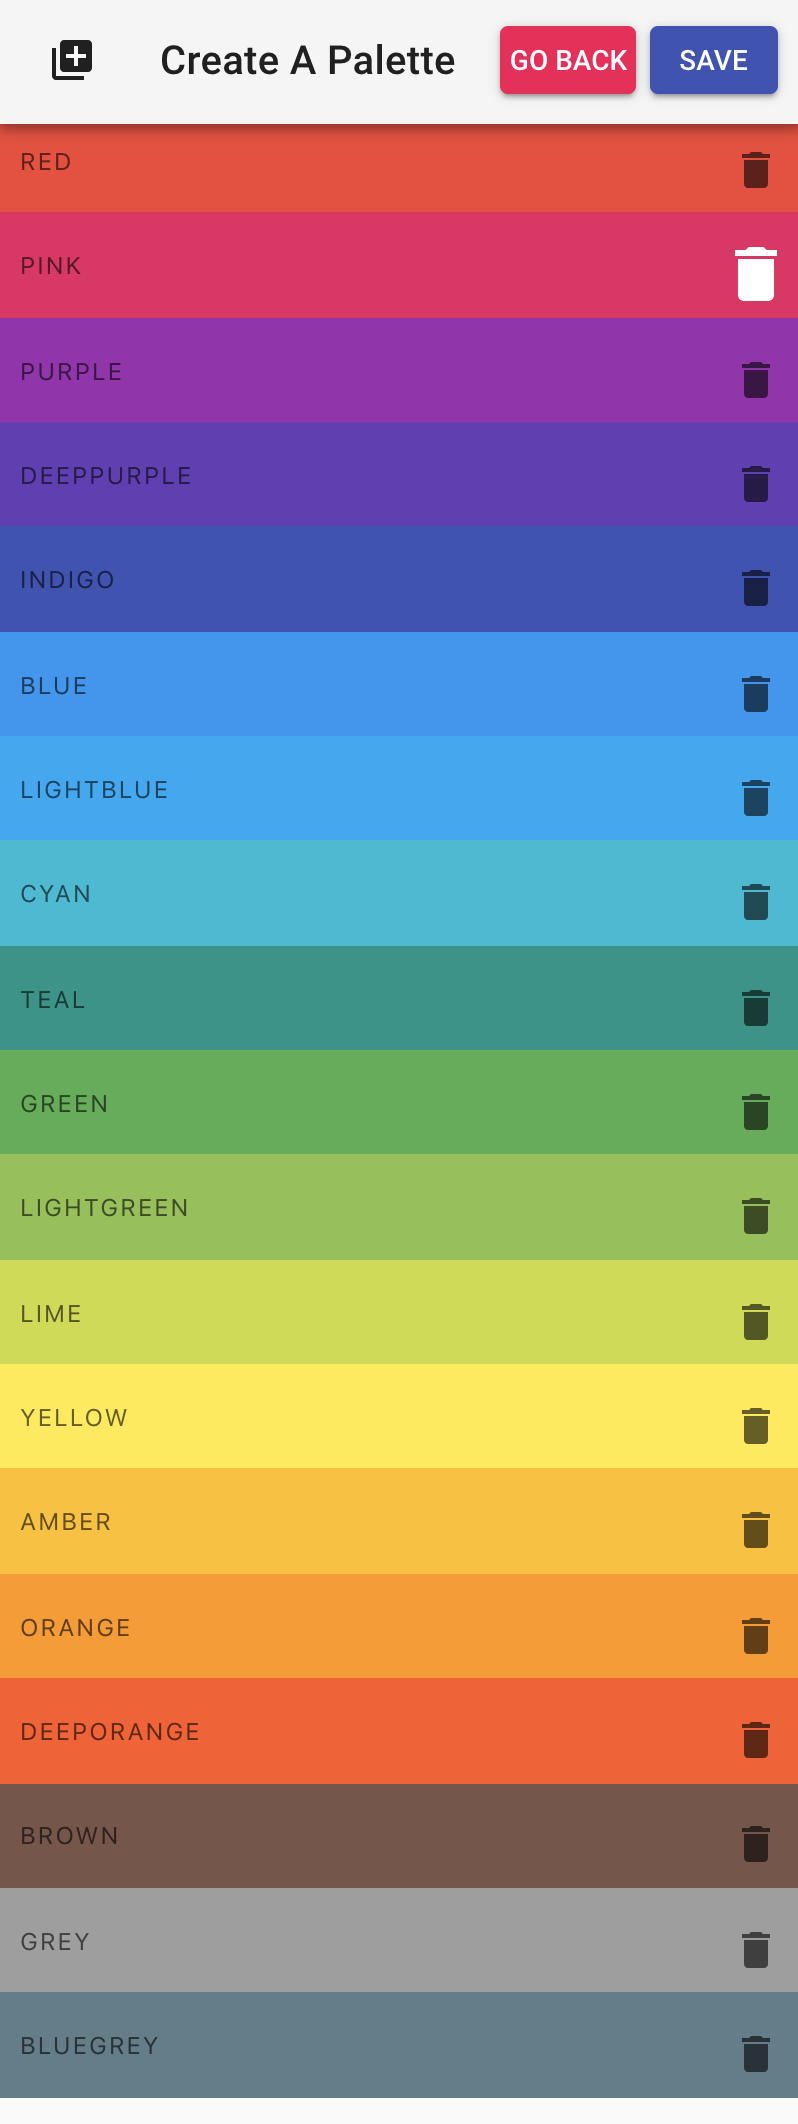 Create A Palette
GO BACK
SAVE
RED
PINK
PURPLE
DEEPPURPLE
INDIGO
BLUE
LIGHTBLUE
CYAN
TEAL
GREEN
LIGHTGREEN
LIME
YELLOW
AMBER
ORANGE
DEEPORANGE
BROWN
GREY
BLUEGREY